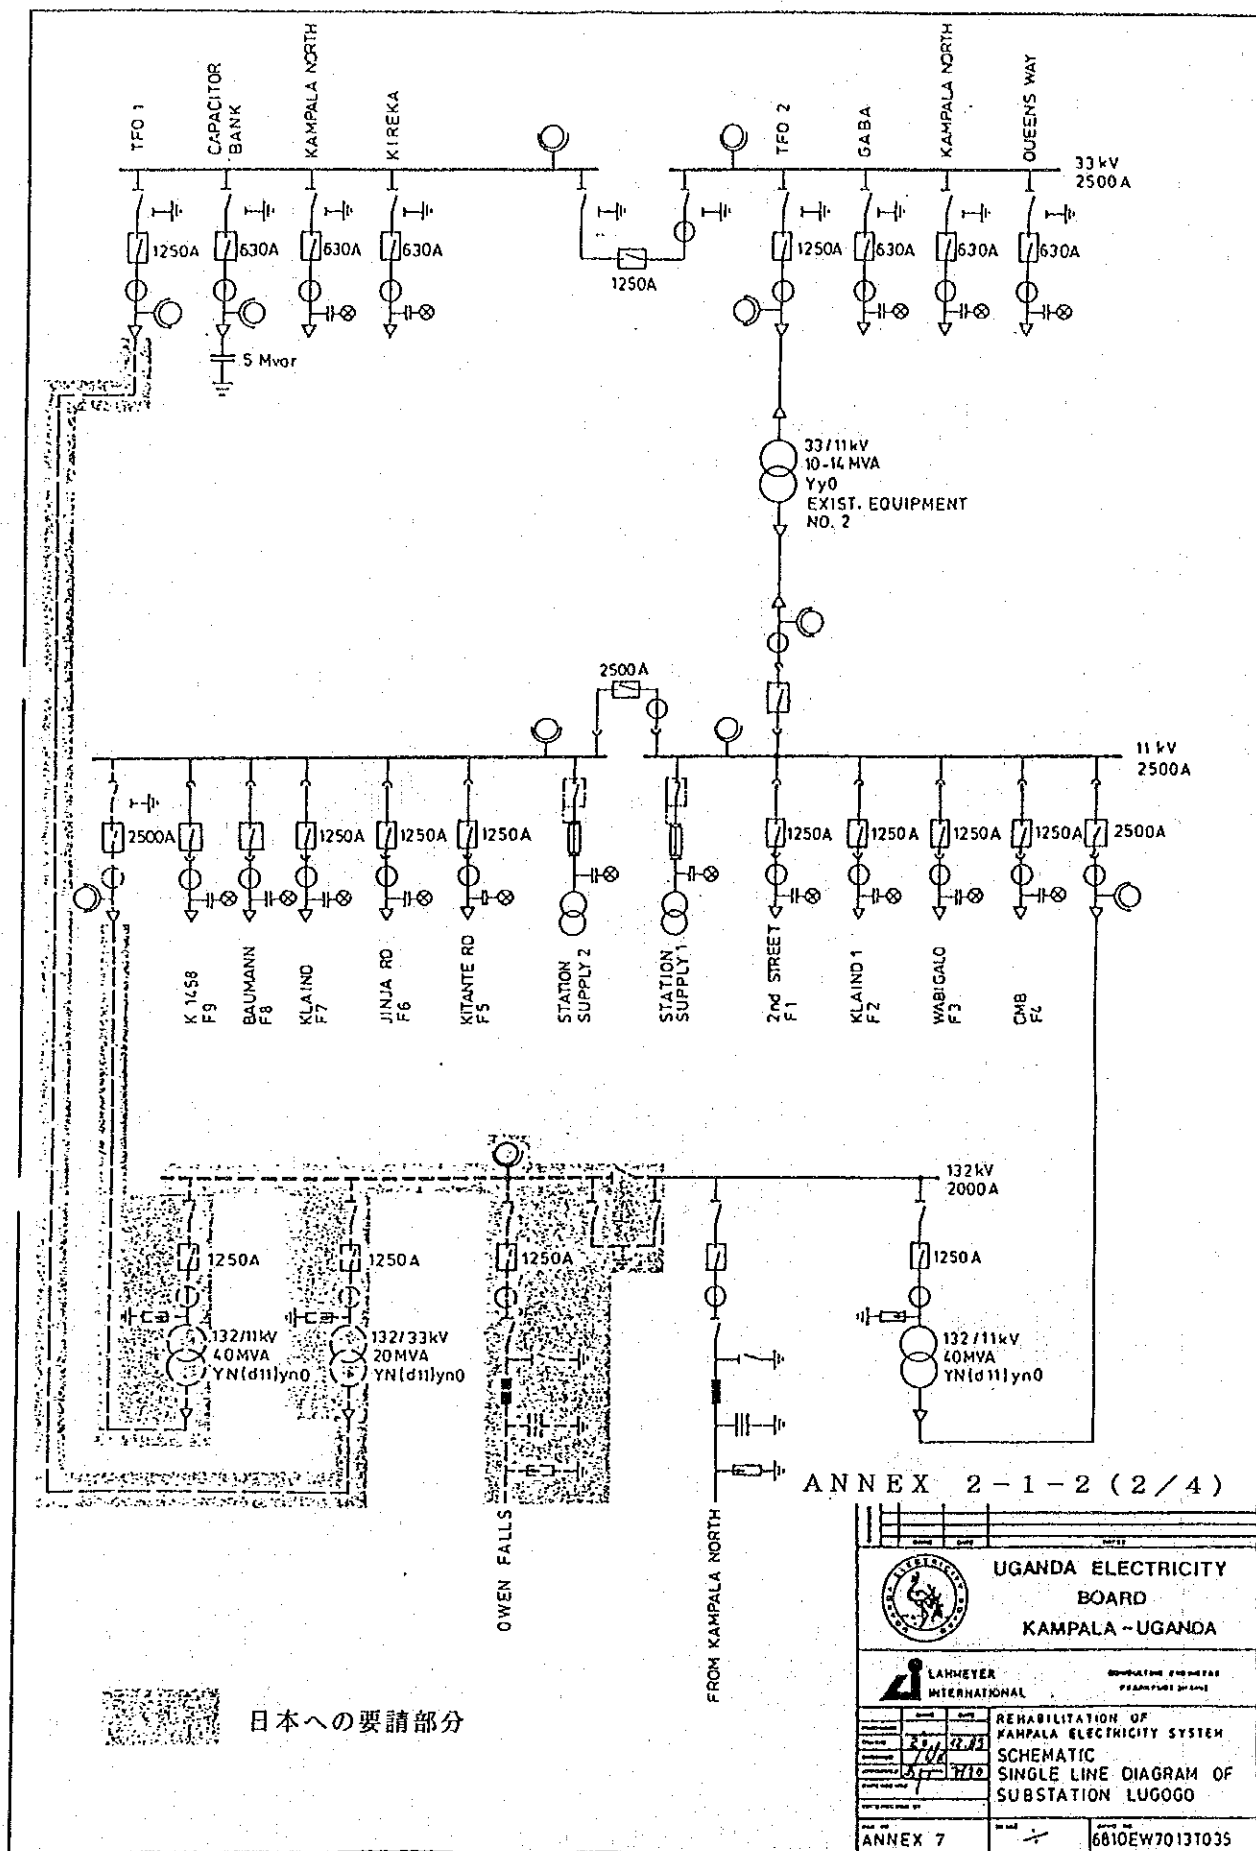 TFO 1
CAPACITOR
BANK
KAMPALA NORTH
KIREKA
TFO 2
GABA
KAMPALA NORTH
QUEENS WAY
33 kV
2500 A
1250A
630A
630A
630A
1250A
1250A
630A
630A
630A
5 Mvar
33/11kV
10-14 MVA
Yy0
EXIST. EQUIPMENT
NO. 2
2500A
11 kV
2500A
2500A
1250A
1250A
1250A
1250A
1250A
1250A
1250A
2500A
K 1458
F9
BAUMANN
F8
KLAIND
F7
JINJA RD
F6
KITANTE RD
F5
STATION
SUPPLY 2
STATION
SUPPLY 1
2nd STREET
F1
KLAIND 1
F2
WABIGALO
F3
CMB
F4
132kV
2000A
1250A
1250A
1250A
1250A
132/11kV
40MVA
YN(d11)yn0
132/33kV
20MVA
YN(d11)yn0
132/11kV
40MVA
YN(d11)yn0
OWEN FALLS
FROM KAMPALA NORTH
ANNEX 2-1-2 (2/4)
UGANDA ELECTRICITY
BOARD
KAMPALA - UGANDA
LAHMEYER
INTERNATIONAL
CONSULTING ENGINEERS
REHABILITATION OF
KAMPALA ELECTRICITY SYSTEM
SCHEMATIC
SINGLE LINE DIAGRAM OF
SUBSTATION LUGOGO
ANNEX 7
6810EW7013T035
日本への要請部分